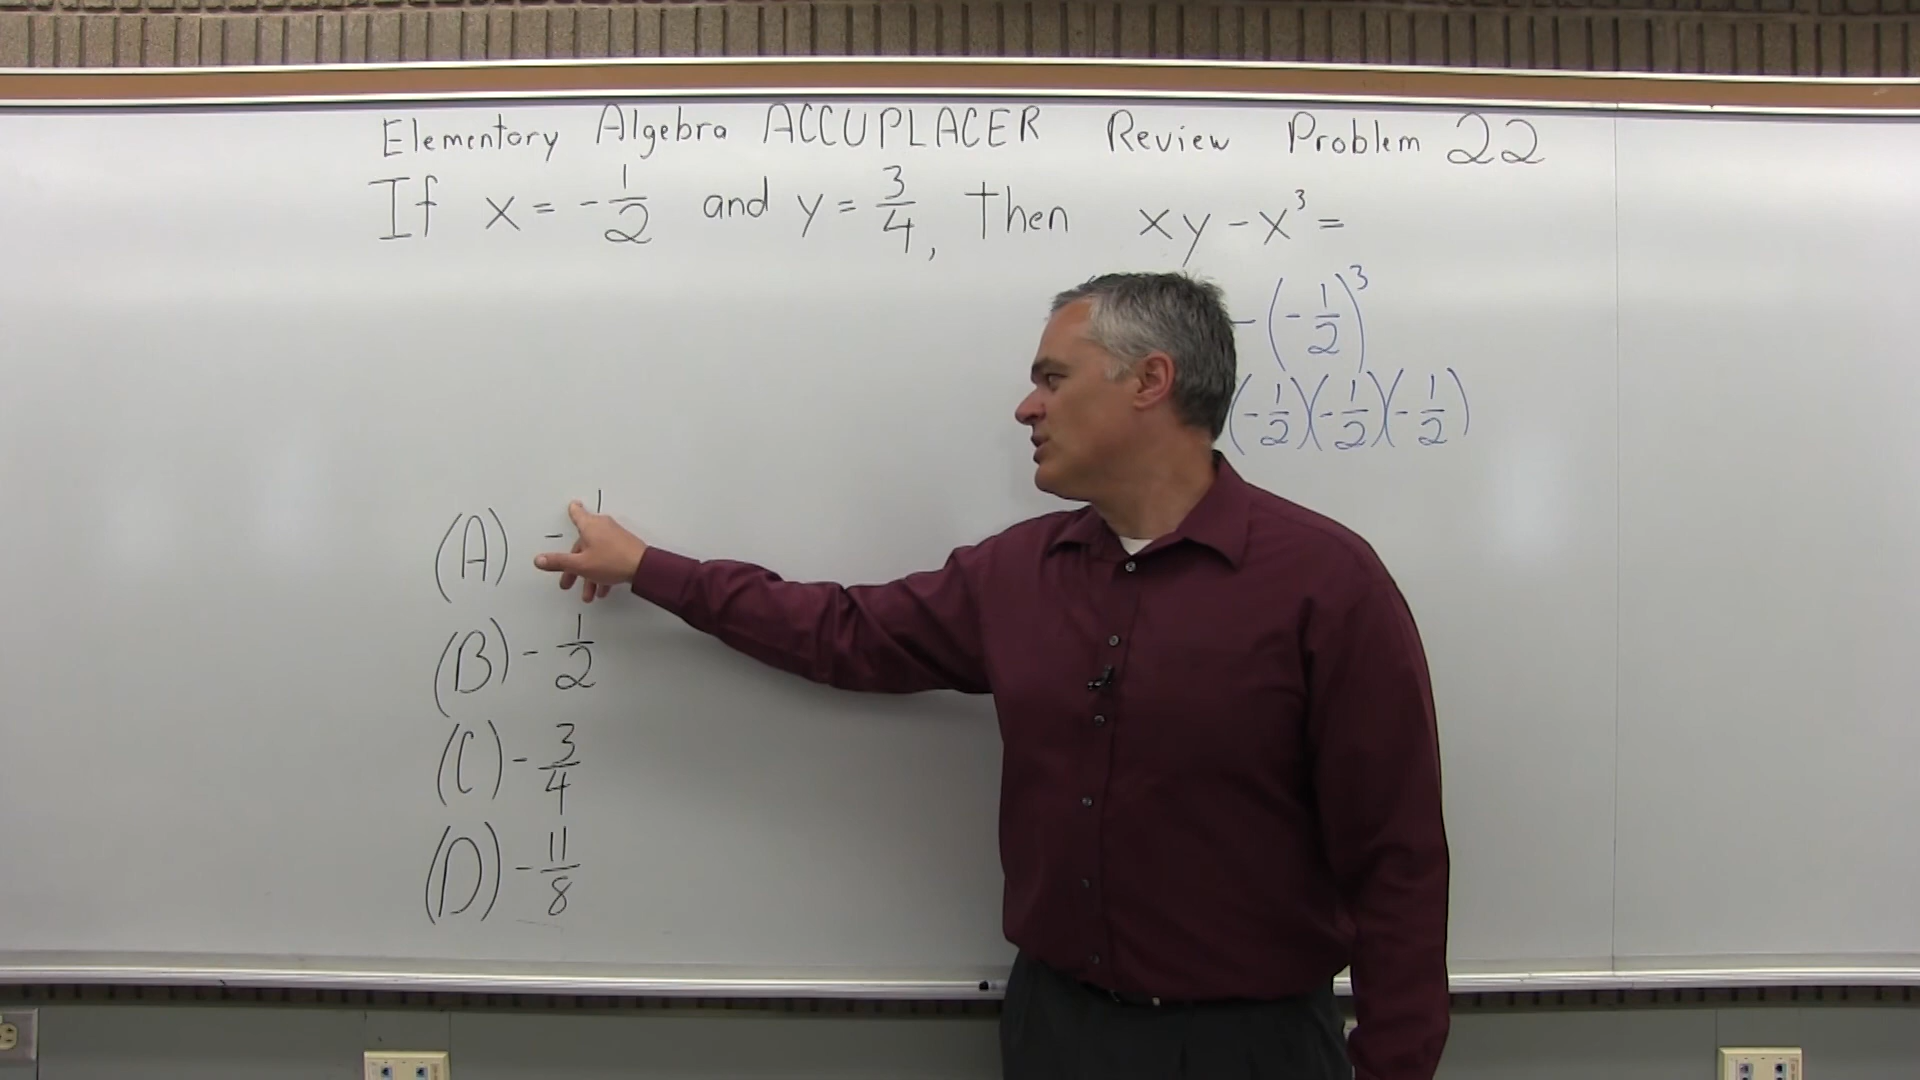 Elementary Algebra ACCUPLACER Review Problem 22
If x = -1/2 and y = 3/4, Then xy - x³ =
- (-1/2)³
(-1/2)(-1/2)(-1/2)
(A) -
(B) - 1/2
(C) - 3/4
(D) - 11/8